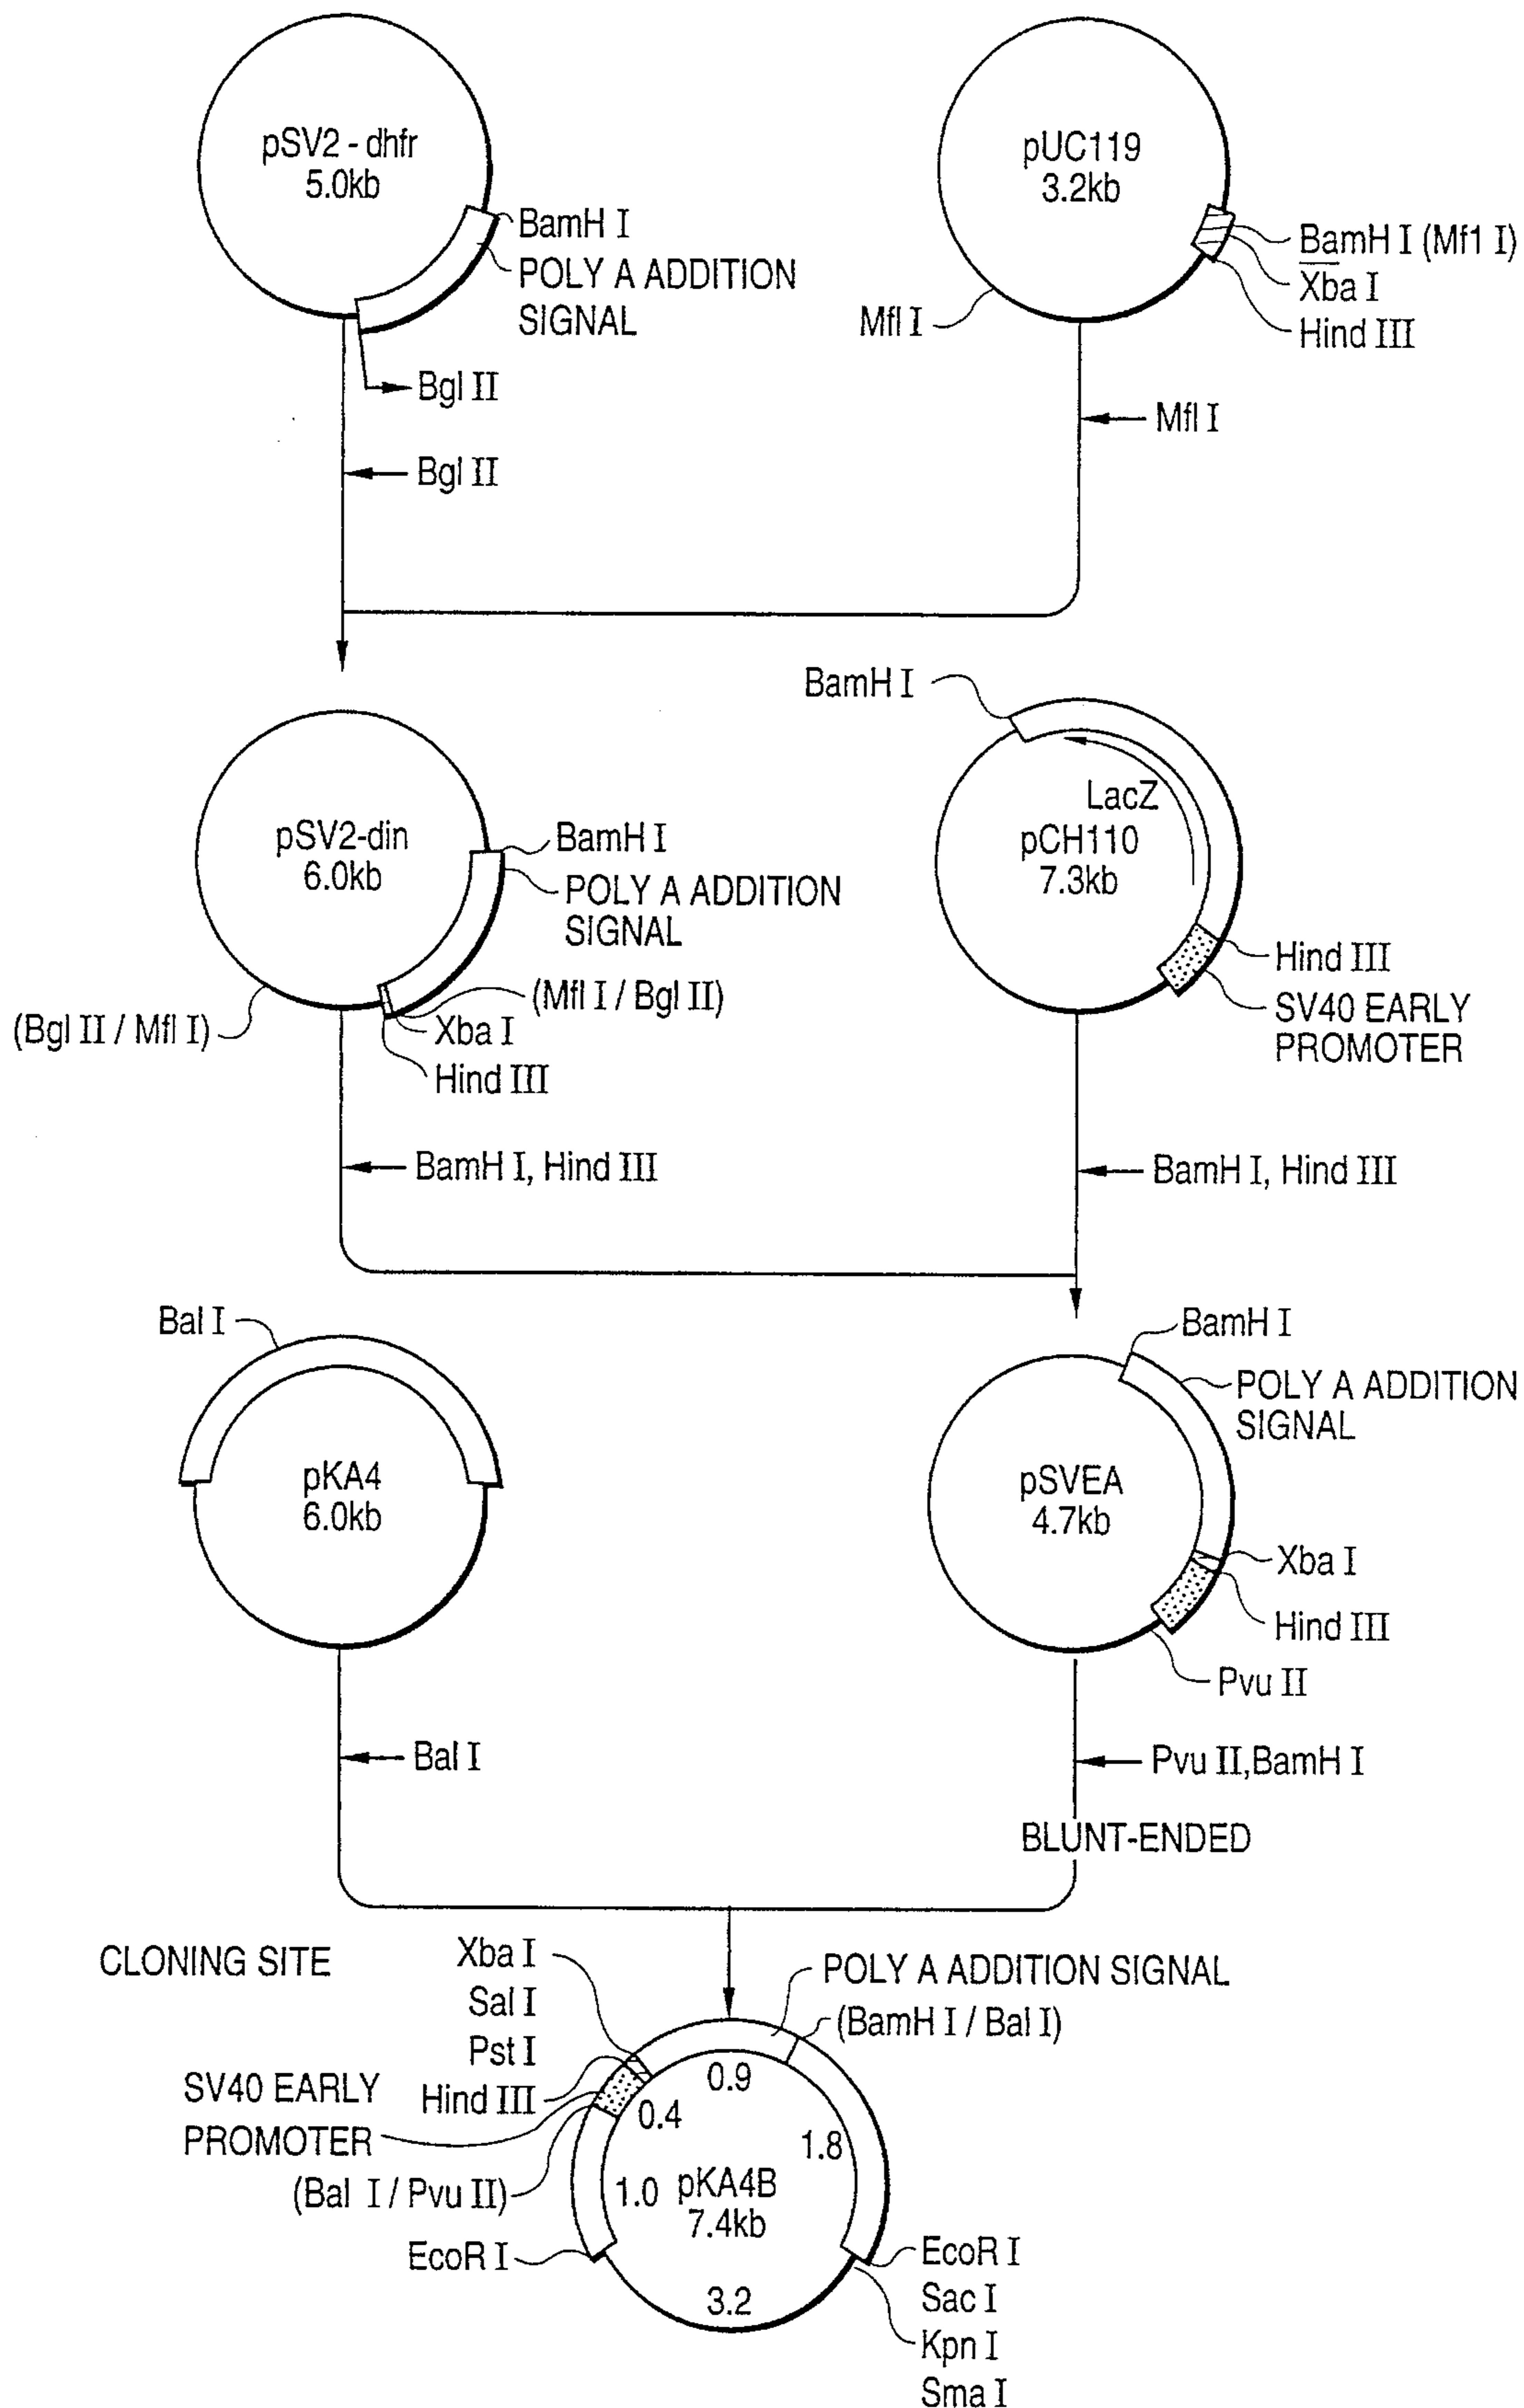 pSV2 - dhfr
5.0kb
BamH I
POLY A ADDITION
SIGNAL
Bgl II
Bgl II
pUC119
3.2kb
BamH I (Mf1 I)
Xba I
Hind III
Mfl I
Mfl I
pSV2-din
6.0kb
BamH I
POLY A ADDITION
SIGNAL
(Mfl I / Bgl II)
(Bgl II / Mfl I)
Xba I
Hind III
BamH I, Hind III
BamH I
LacZ
pCH110
7.3kb
Hind III
SV40 EARLY
PROMOTER
BamH I, Hind III
Bal I
pKA4
6.0kb
Bal I
BamH I
POLY A ADDITION
SIGNAL
pSVEA
4.7kb
Xba I
Hind III
Pvu II
Pvu II,BamH I
BLUNT-ENDED
CLONING SITE
Xba I
Sal I
Pst I
Hind III
SV40 EARLY
PROMOTER
(Bal I / Pvu II)
EcoR I
POLY A ADDITION SIGNAL
(BamH I / Bal I)
0.9
0.4
1.8
1.0
pKA4B
7.4kb
3.2
EcoR I
Sac I
Kpn I
Sma I